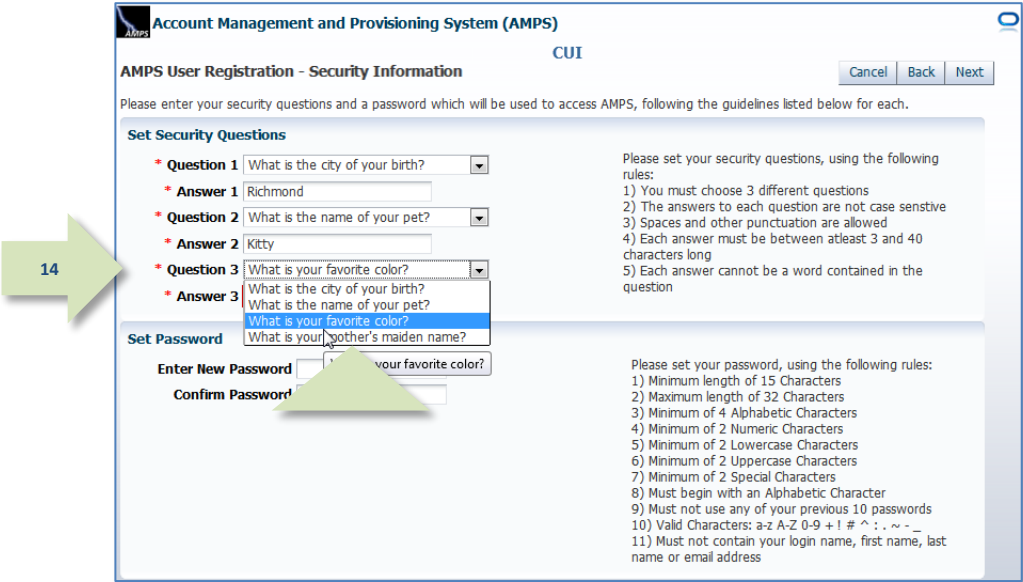 AMPS
Account Management and Provisioning System (AMPS)
CUI
AMPS User Registration - Security Information
Cancel Back Next
Please enter your security questions and a password which will be used to access AMPS, following the guidelines listed below for each.
Set Security Questions
* Question 1 What is the city of your birth?
* Answer 1 Richmond
* Question 2 What is the name of your pet?
* Answer 2 Kitty
14
* Question 3 What is your favorite color?
* Answer 3
What is the city of your birth?
What is the name of your pet?
What is your favorite color?
What is your mother's maiden name?
your favorite color?
Please set your security questions, using the following
rules:
1) You must choose 3 different questions
2) The answers to each question are not case senstive
3) Spaces and other punctuation are allowed
4) Each answer must be between atleast 3 and 40
characters long
5) Each answer cannot be a word contained in the
question
Set Password
Enter New Password
Confirm Password
Please set your password, using the following rules:
1) Minimum length of 15 Characters
2) Maximum length of 32 Characters
3) Minimum of 4 Alphabetic Characters
4) Minimum of 2 Numeric Characters
5) Minimum of 2 Lowercase Characters
6) Minimum of 2 Uppercase Characters
7) Minimum of 2 Special Characters
8) Must begin with an Alphabetic Character
9) Must not use any of your previous 10 passwords
10) Valid Characters: a-z A-Z 0-9 + ! # ^ : . ~ - _
11) Must not contain your login name, first name, last
name or email address